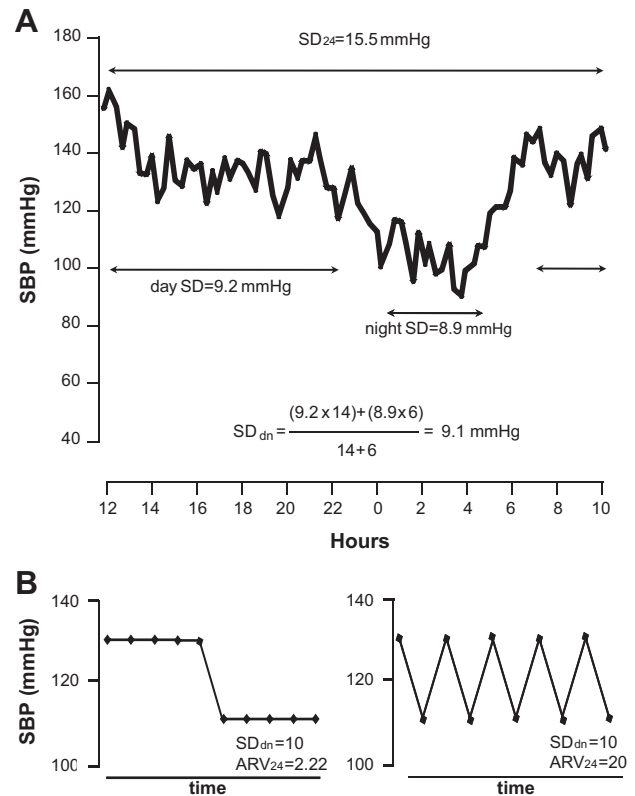 A
180
SD24=15.5 mmHg
160
140
120
100
80
60
40
SBP (mmHg)
day SD=9.2 mmHg
night SD=8.9 mmHg
(9.2 x 14)+(8.9 x 6)
SD dn = = 9.1 mmHg
14+6
12 14 16 18 20 22 0 2 4 6 8 10
Hours
B
140
120
100
SBP (mmHg)
SDdn=10
ARV24=2.22
time
140
120
100
SDdn=10
ARV24=20
time